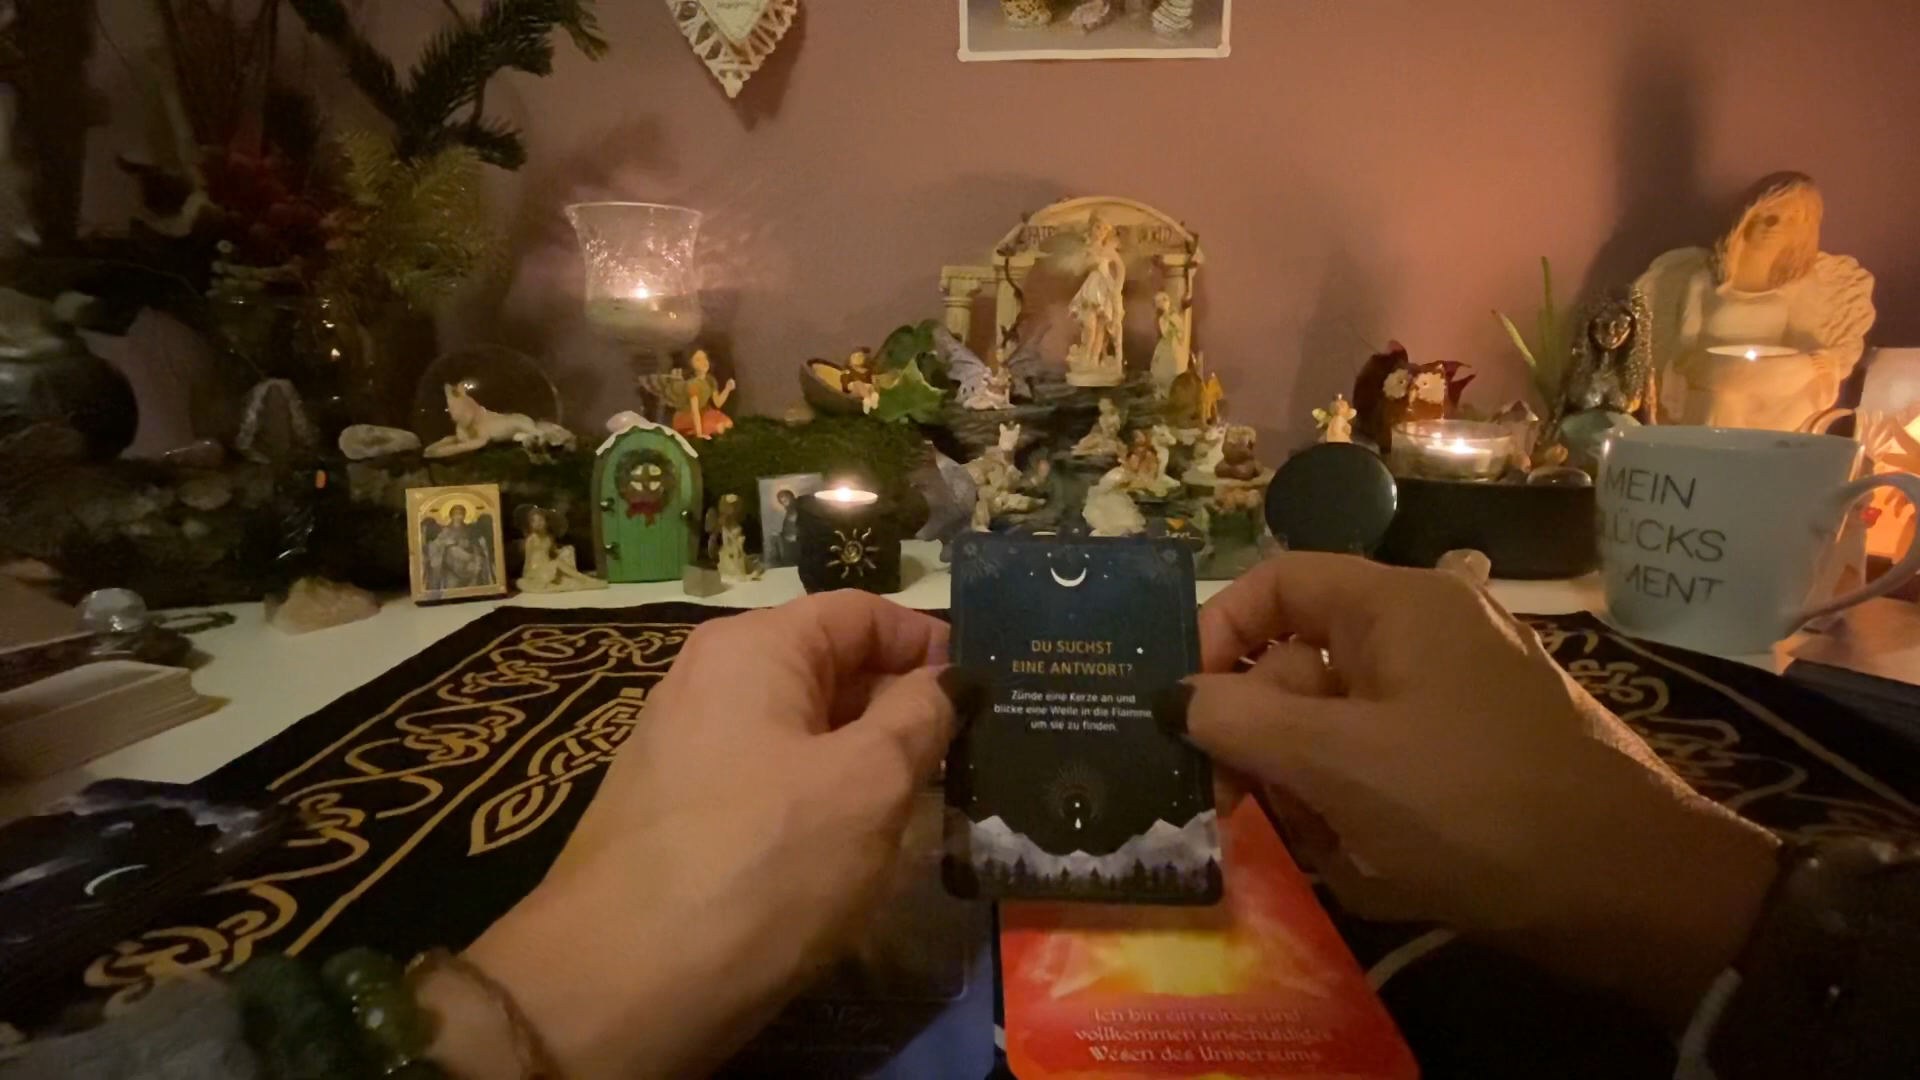 MEIN
LÜCKS
MENT
DU SUCHST
EINE ANTWORT?
Zünde eine Kerze an und
blicke eine Weile in die Flamme,
um sie zu finden.
Ich bin ein reines und
vollkommen unschuldiges
Wesen des Universums